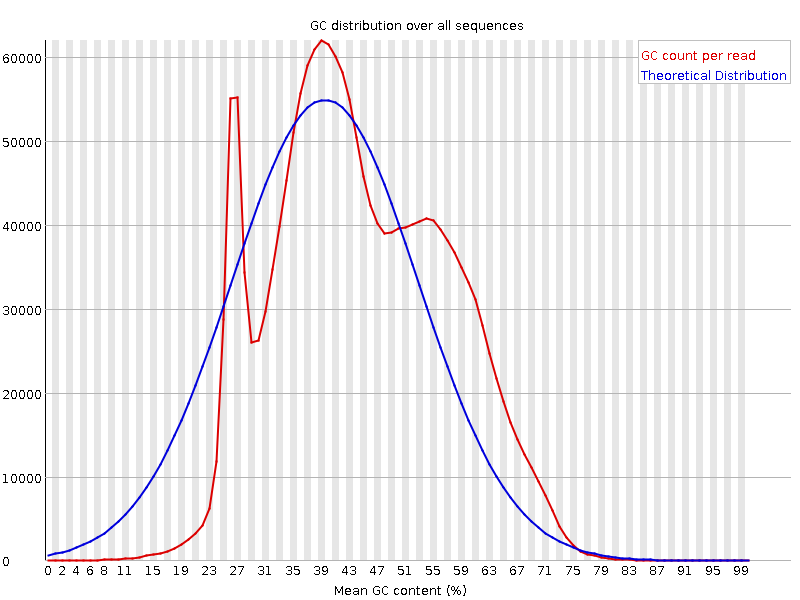 GC distribution over all sequences
GC count per read
Theoretical Distribution
60000
50000
40000
30000
20000
10000
0
0 2 4 6 8 11 15 19 23 27 31 35 39 43 47 51 55 59 63 67 71 75 79 83 87 91 95 99
Mean GC content (%)